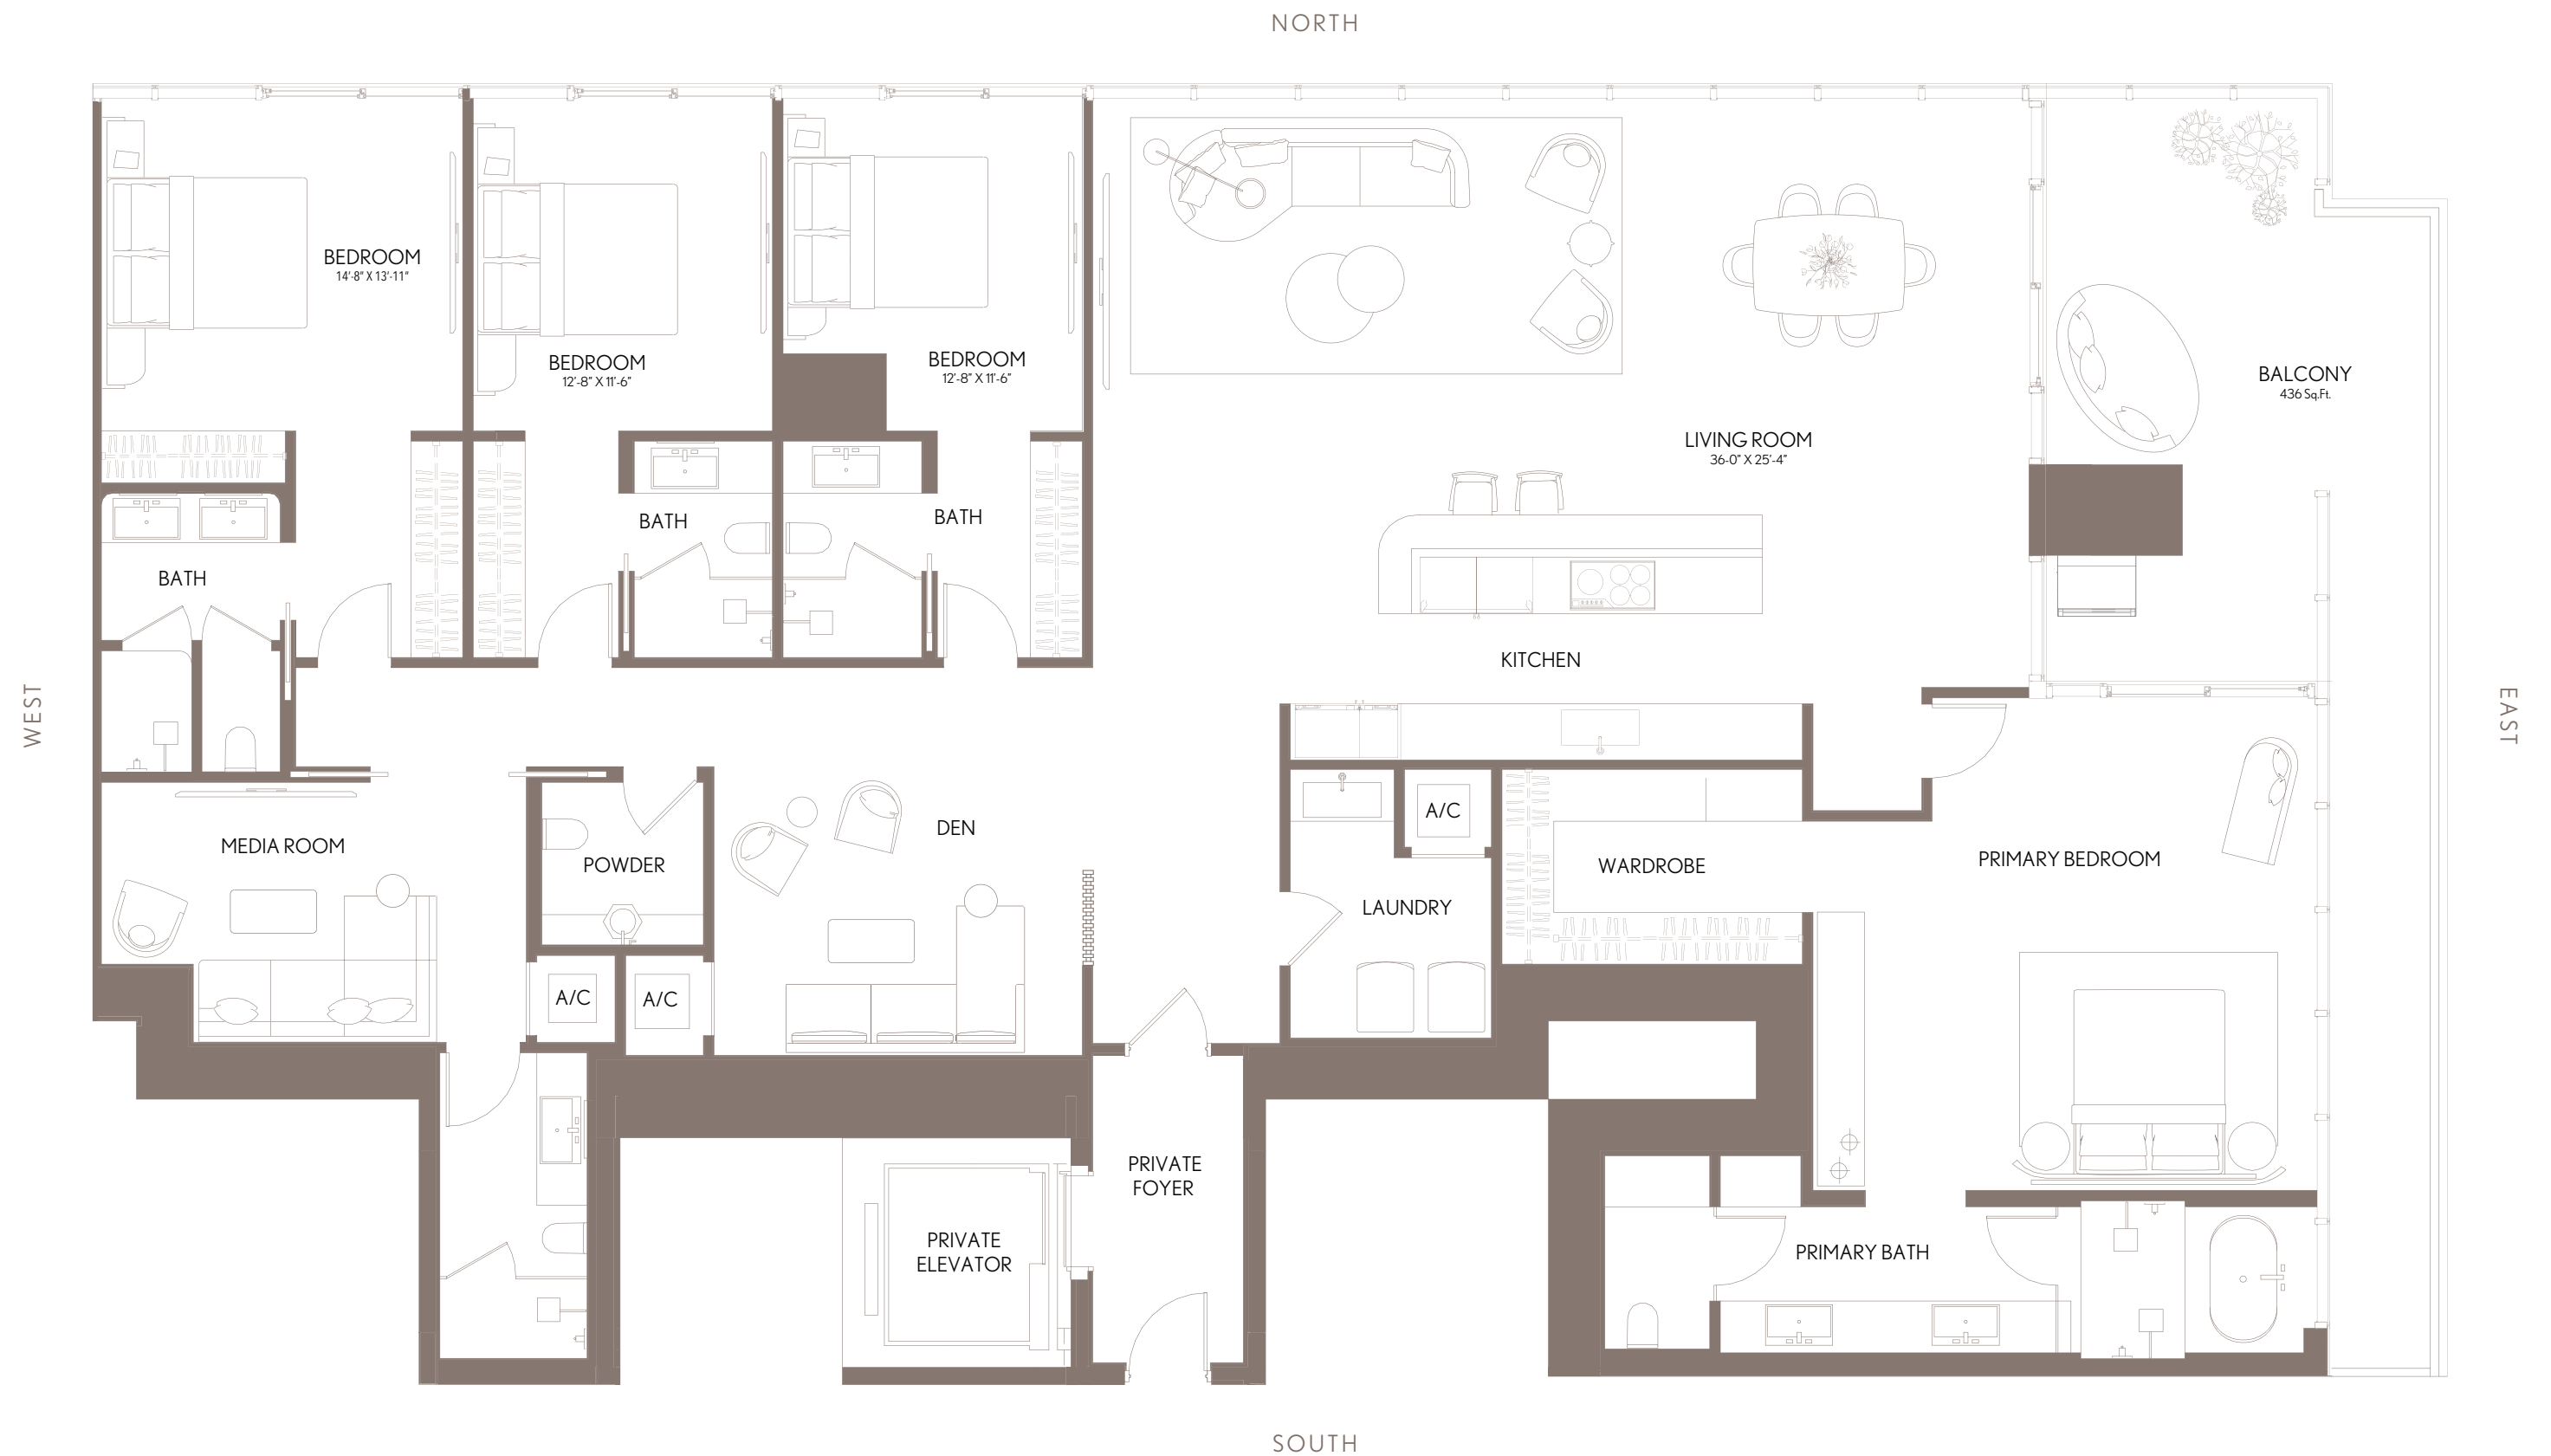 NORTH
BEDROOM
14'-8" X 13'-11"
BEDROOM
12'-8" X 11'-6"
BEDROOM
12'-8" X 11'-6"
BALCONY
436 Sq.Ft.
LIVING ROOM
36-0" X 25'-4"
BATH
BATH
BATH
KITCHEN
WEST
EAST
MEDIA ROOM
POWDER
DEN
A/C
LAUNDRY
WARDROBE
PRIMARY BEDROOM
A/C
A/C
PRIVATE
FOYER
PRIVATE
ELEVATOR
PRIMARY BATH
SOUTH